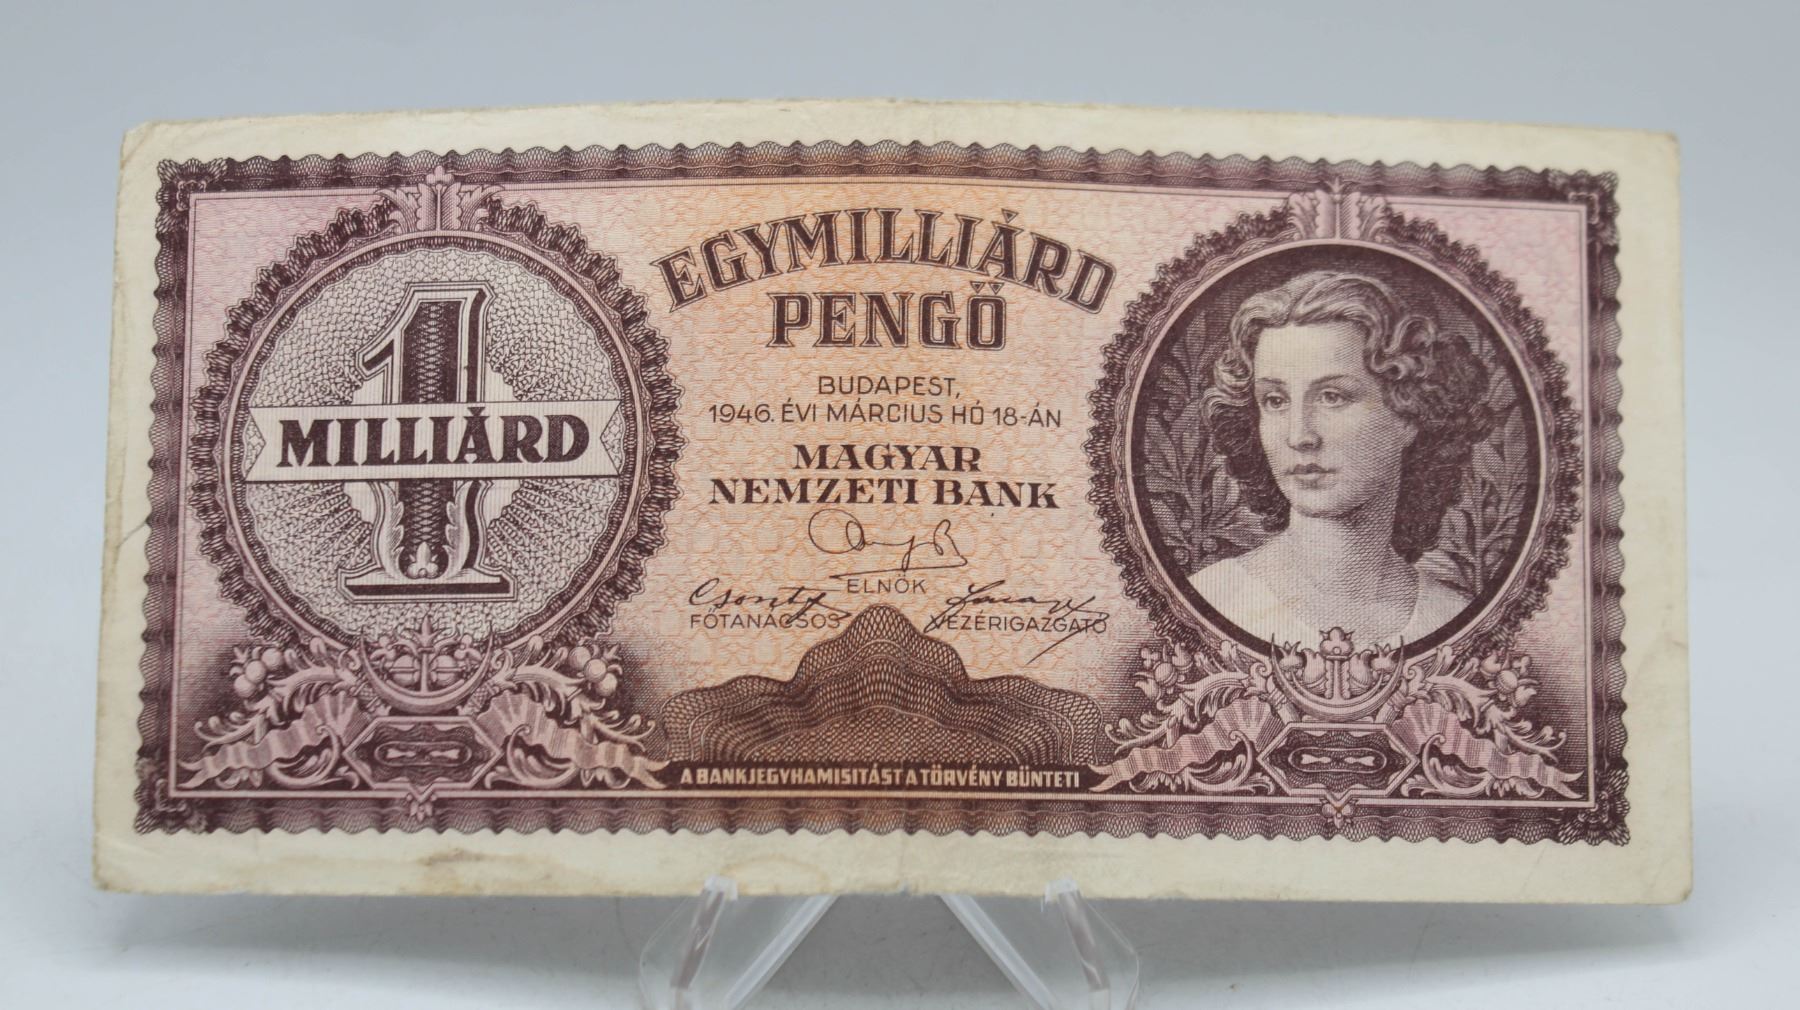 EGYMILLIÁRD
PENGŐ
1
MILLIÁRD
BUDAPEST,
1946. ÉVI MÁRCIUS HÓ 18-ÁN
MAGYAR
NEMZETI BANK
ELNÖK
FŐTANÁCSOS VEZÉRIGAZGATÓ
A BANKJEGYHAMISITÁST A TÖRVÉNY BÜNTETI